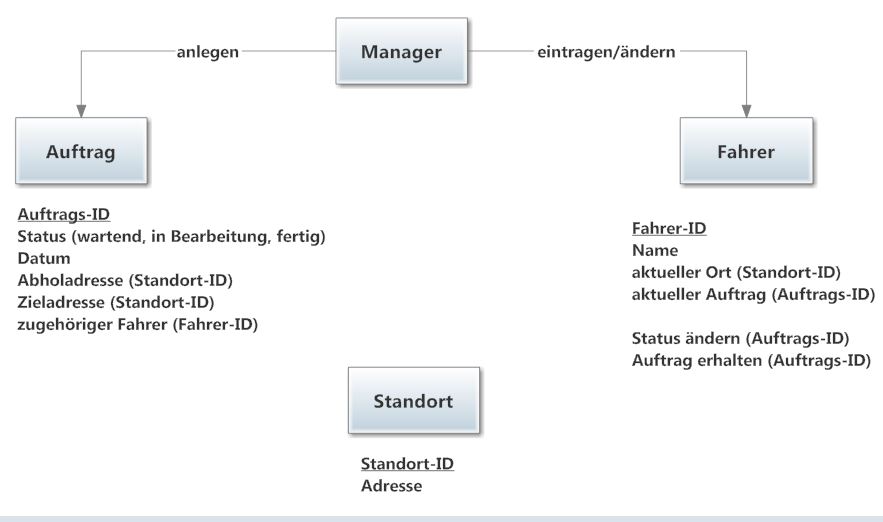 anlegen
Manager
eintragen/ändern
Auftrag
Fahrer
Auftrags-ID
Status (wartend, in Bearbeitung, fertig)
Datum
Abholadresse (Standort-ID)
Zieladresse (Standort-ID)
zugehöriger Fahrer (Fahrer-ID)
Fahrer-ID
Name
aktueller Ort (Standort-ID)
aktueller Auftrag (Auftrags-ID)
Status ändern (Auftrags-ID)
Auftrag erhalten (Auftrags-ID)
Standort
Standort-ID
Adresse